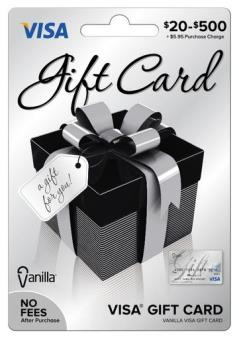 VISA
$20-$500
+ $5.95 Purchase Charge
Gift Card
a gift
for you!
Vanilla
NO
FEES
After Purchase
VISA
VISA® GIFT CARD
VANILLA VISA GIFT CARD